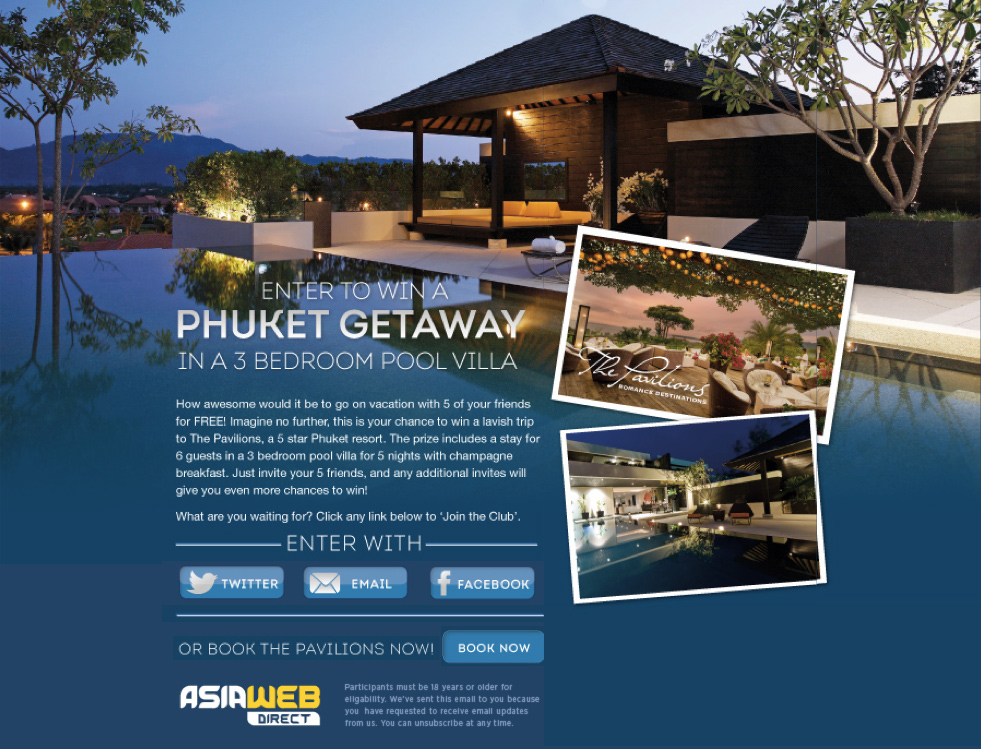 ENTER TO WIN A
PHUKET GETAWAY
IN A 3 BEDROOM POOL VILLA
The Pavilions
ROMANCE DESTINATIONS
How awesome would it be to go on vacation with 5 of your friends
for FREE! Imagine no further, this is your chance to win a lavish trip
to The Pavilions, a 5 star Phuket resort. The prize includes a stay for
6 guests in a 3 bedroom pool villa for 5 nights with champagne
breakfast. Just invite your 5 friends, and any additional invites will
give you even more chances to win!
What are you waiting for? Click any link below to ‘Join the Club’.
ENTER WITH
TWITTER EMAIL FACEBOOK
OR BOOK THE PAVILIONS NOW! BOOK NOW
ASIAWEB
DIRECT
Participants must be 18 years or older for
eligability. We've sent this email to you because
you have requested to receive email updates
from us. You can unsubscribe at any time.